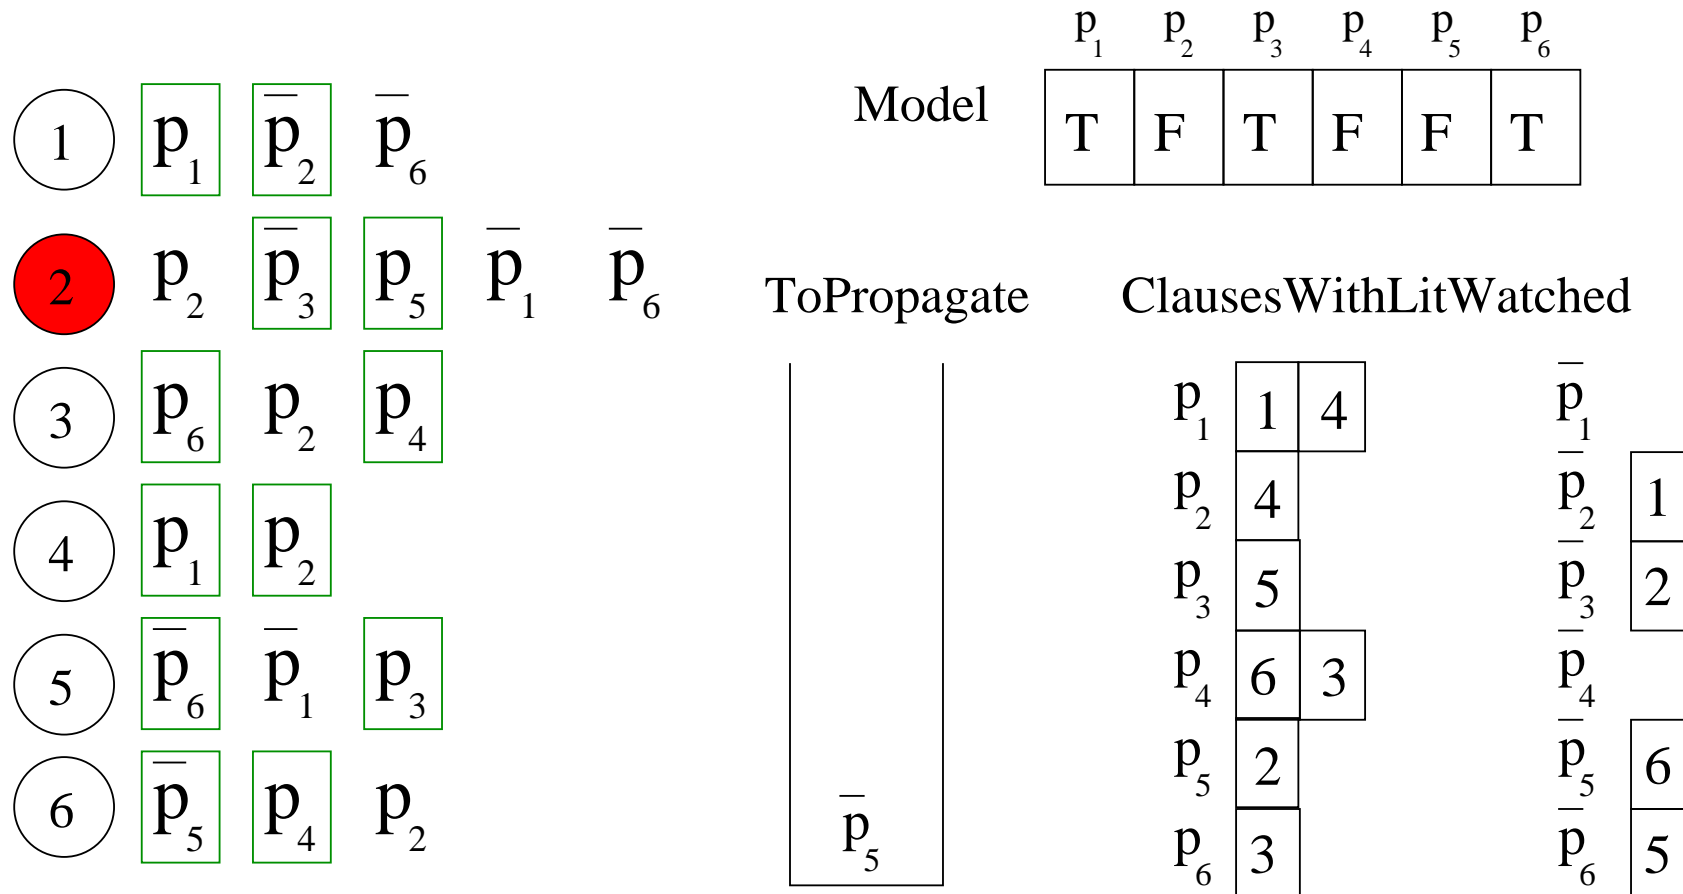 p₁ p₂ p₃ p₄ p₅ p₆
Model T F T F F T
1 p₁ p̅₂ p̅₆
2 p₂ p̅₃ p₅ p̅₁ p̅₆
3 p₆ p₂ p₄
4 p₁ p₂
5 p̅₆ p̅₁ p₃
6 p̅₅ p₄ p₂
ToPropagate
p̅₅
ClausesWithLitWatched
p₁ 1 4 p̅₁
p₂ 4 p̅₂ 1
p₃ 5 p̅₃ 2
p₄ 6 3 p̅₄
p₅ 2 p̅₅ 6
p₆ 3 p̅₆ 5